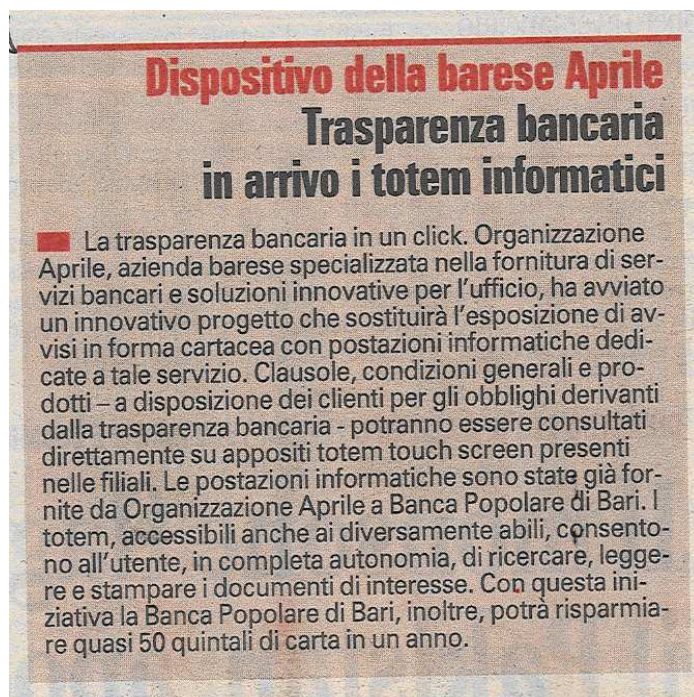 Dispositivo della barese Aprile
Trasparenza bancaria
in arrivo i totem informatici
La trasparenza bancaria in un click. Organizzazione
Aprile, azienda barese specializzata nella fornitura di ser-
vizi bancari e soluzioni innovative per l'ufficio, ha avviato
un innovativo progetto che sostituirà l'esposizione di av-
visi in forma cartacea con postazioni informatiche dedi-
cate a tale servizio. Clausole, condizioni generali e pro-
dotti – a disposizione dei clienti per gli obblighi derivanti
dalla trasparenza bancaria - potranno essere consultati
direttamente su appositi totem touch screen presenti
nelle filiali. Le postazioni informatiche sono state già for-
nite da Organizzazione Aprile a Banca Popolare di Bari. I
totem, accessibili anche ai diversamente abili, consento-
no all'utente, in completa autonomia, di ricercare, legge-
re e stampare i documenti di interesse. Con questa ini-
ziativa la Banca Popolare di Bari, inoltre, potrà risparmia-
re quasi 50 quintali di carta in un anno.